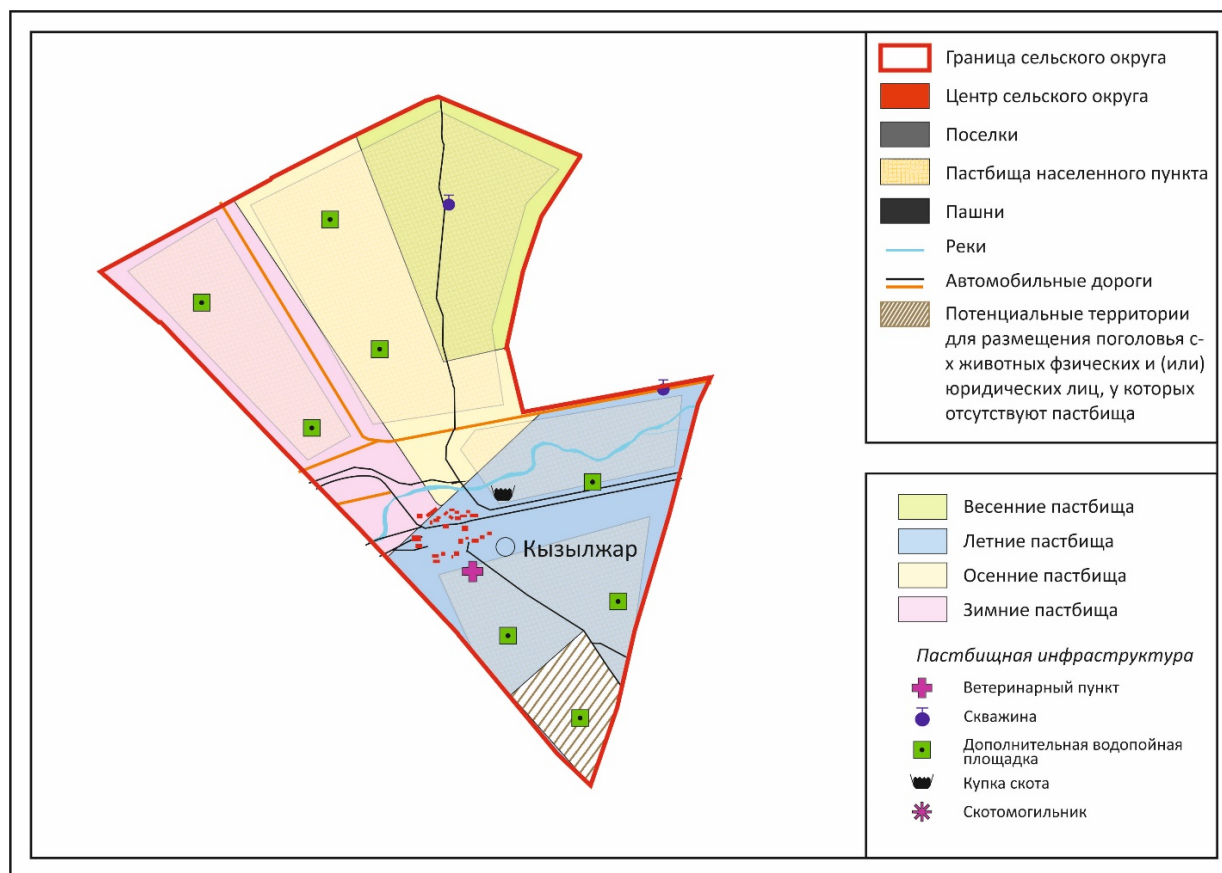 Граница сельского округа
Центр сельского округа
Поселки
Пастбища населенного пункта
Пашни
Реки
Автомобильные дороги
Потенциальные территории
для размещения поголовья с-
х животных фзических и (или)
юридических лиц, у которых
отсутствуют пастбища
Кызылжар
Весенние пастбища
Летние пастбища
Осенние пастбища
Зимние пастбища
Пастбищная инфраструктура
Ветеринарный пункт
Скважина
Дополнительная водопойная
площадка
Купка скота
Скотомогильник